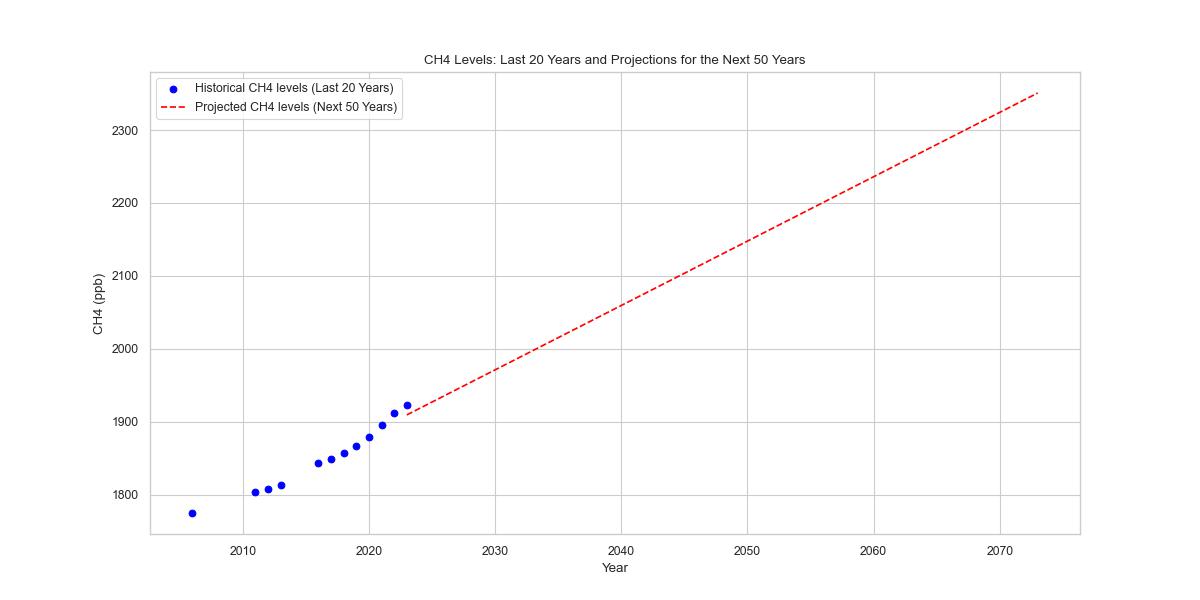 CH4 Levels: Last 20 Years and Projections for the Next 50 Years
Historical CH4 levels (Last 20 Years)
Projected CH4 levels (Next 50 Years)
CH4 (ppb)
2300
2200
2100
2000
1900
1800
2010 2020 2030 2040 2050 2060 2070
Year